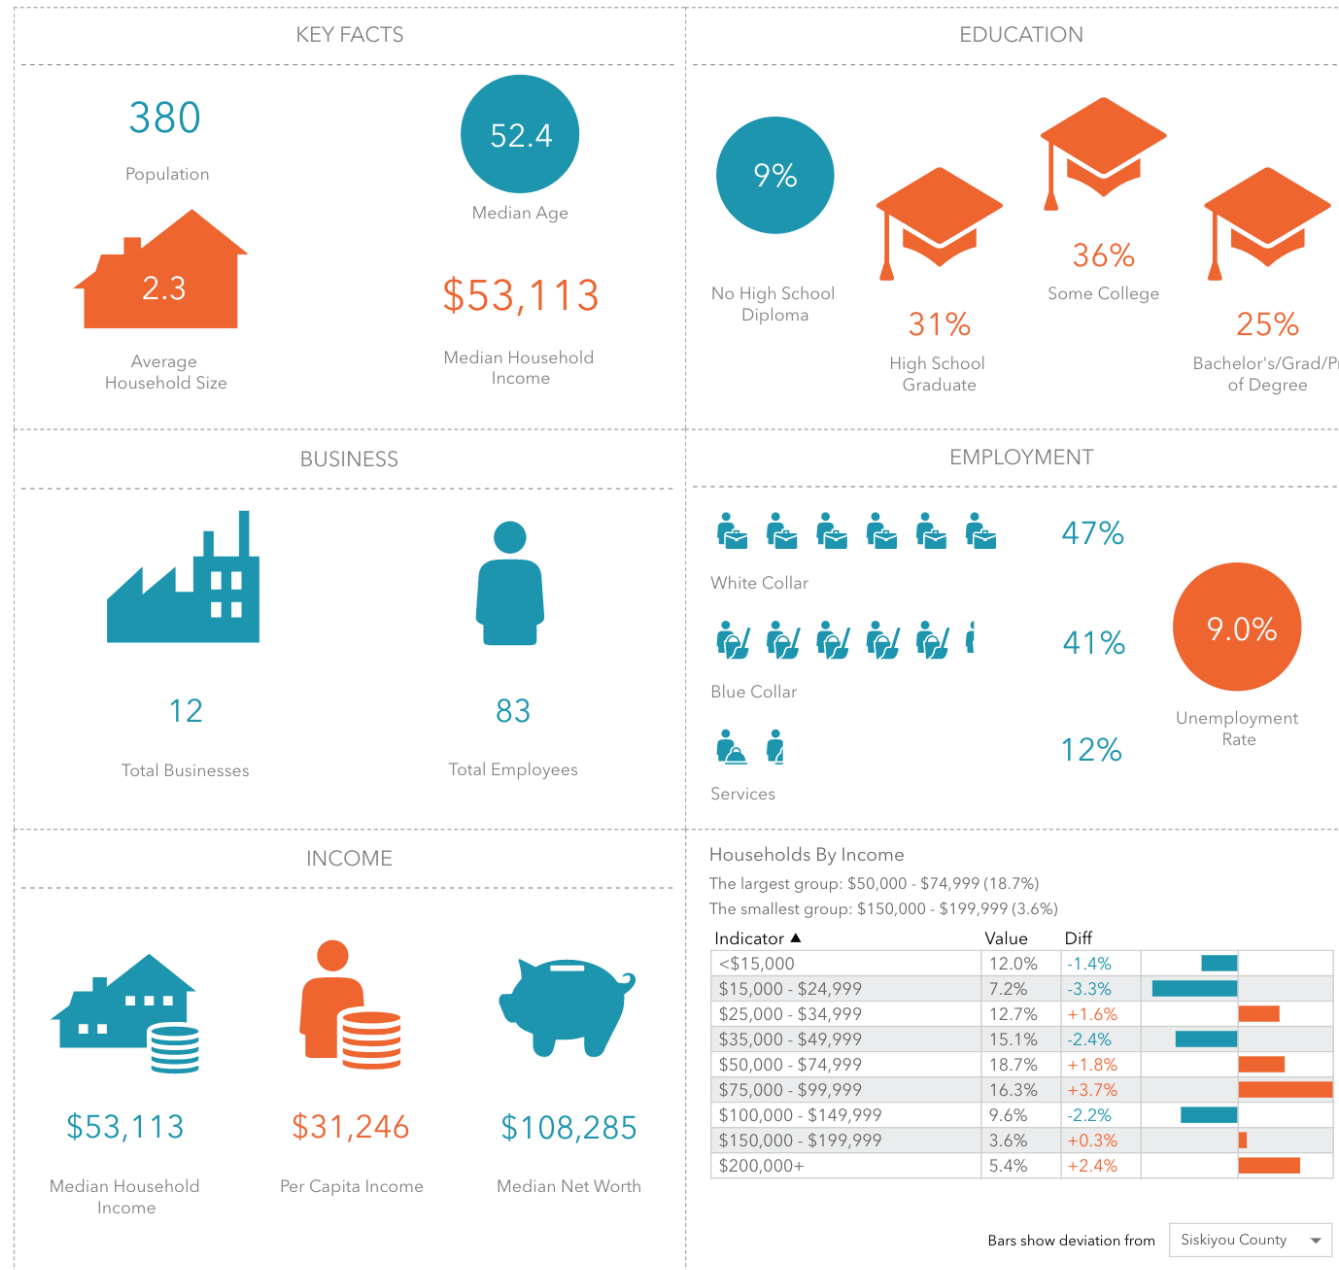 KEY FACTS
380
Population
52.4
Median Age
2.3
Average
Household Size
$53,113
Median Household
Income
EDUCATION
9%
No High School
Diploma
31%
High School
Graduate
36%
Some College
25%
Bachelor's/Grad/Pr
of Degree
BUSINESS
12
Total Businesses
83
Total Employees
EMPLOYMENT
47%
White Collar
41%
Blue Collar
12%
Services
9.0%
Unemployment
Rate
INCOME
$53,113
Median Household
Income
$31,246
Per Capita Income
$108,285
Median Net Worth
Households By Income
The largest group: $50,000 - $74,999 (18.7%)
The smallest group: $150,000 - $199,999 (3.6%)
Indicator ▲ Value Diff
<$15,000 12.0% -1.4%
$15,000 - $24,999 7.2% -3.3%
$25,000 - $34,999 12.7% +1.6%
$35,000 - $49,999 15.1% -2.4%
$50,000 - $74,999 18.7% +1.8%
$75,000 - $99,999 16.3% +3.7%
$100,000 - $149,999 9.6% -2.2%
$150,000 - $199,999 3.6% +0.3%
$200,000+ 5.4% +2.4%
Bars show deviation from Siskiyou County